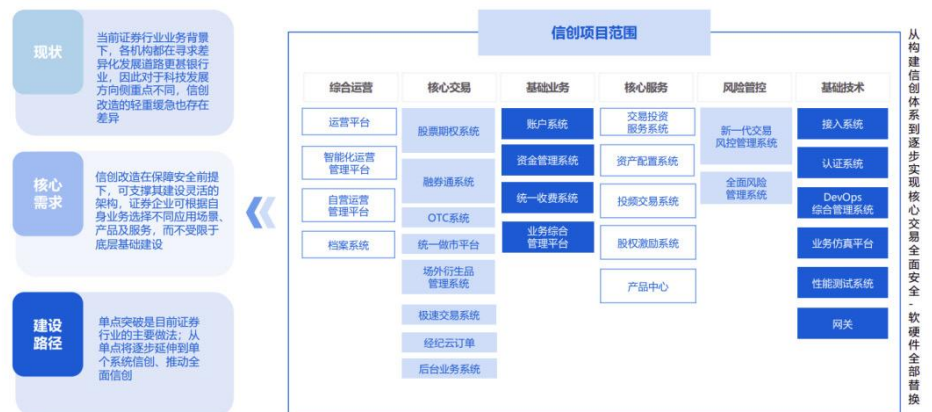 现状
当前证券行业业务背景
下，各机构都在寻求差
异化发展道路更甚银行
业，因此对于科技发展
方向侧重点不同，信创
改造的轻重缓急也存在
差异
核心
需求
信创改造在保障安全前提
下，可支撑其建设灵活的
架构，证券企业可根据自
身业务选择不同应用场景、
产品及服务，而不受限于
底层基础建设
建设
路径
单点突破是目前证券
行业的主要做法；从
单点将逐步延伸到单
个系统信创、推动全
面信创
信创项目范围
综合运营
运营平台
智能化运营
管理平台
自营运营
管理平台
档案系统
核心交易
股票期权系统
融券通系统
OTC系统
统一做市平台
场外衍生品
管理系统
极速交易系统
经纪云订单
后台业务系统
基础业务
账户系统
资金管理系统
统一收费系统
业务综合
管理平台
核心服务
交易投资
服务系统
资产配置系统
投频交易系统
股权激励系统
产品中心
风险管控
新一代交易
风控管理系统
全面风险
管理系统
基础技术
接入系统
认证系统
DevOps
综合管理系统
业务仿真平台
性能测试系统
网关
从构建信创体系到逐步实现核心交易全面安全-软硬件全部替换